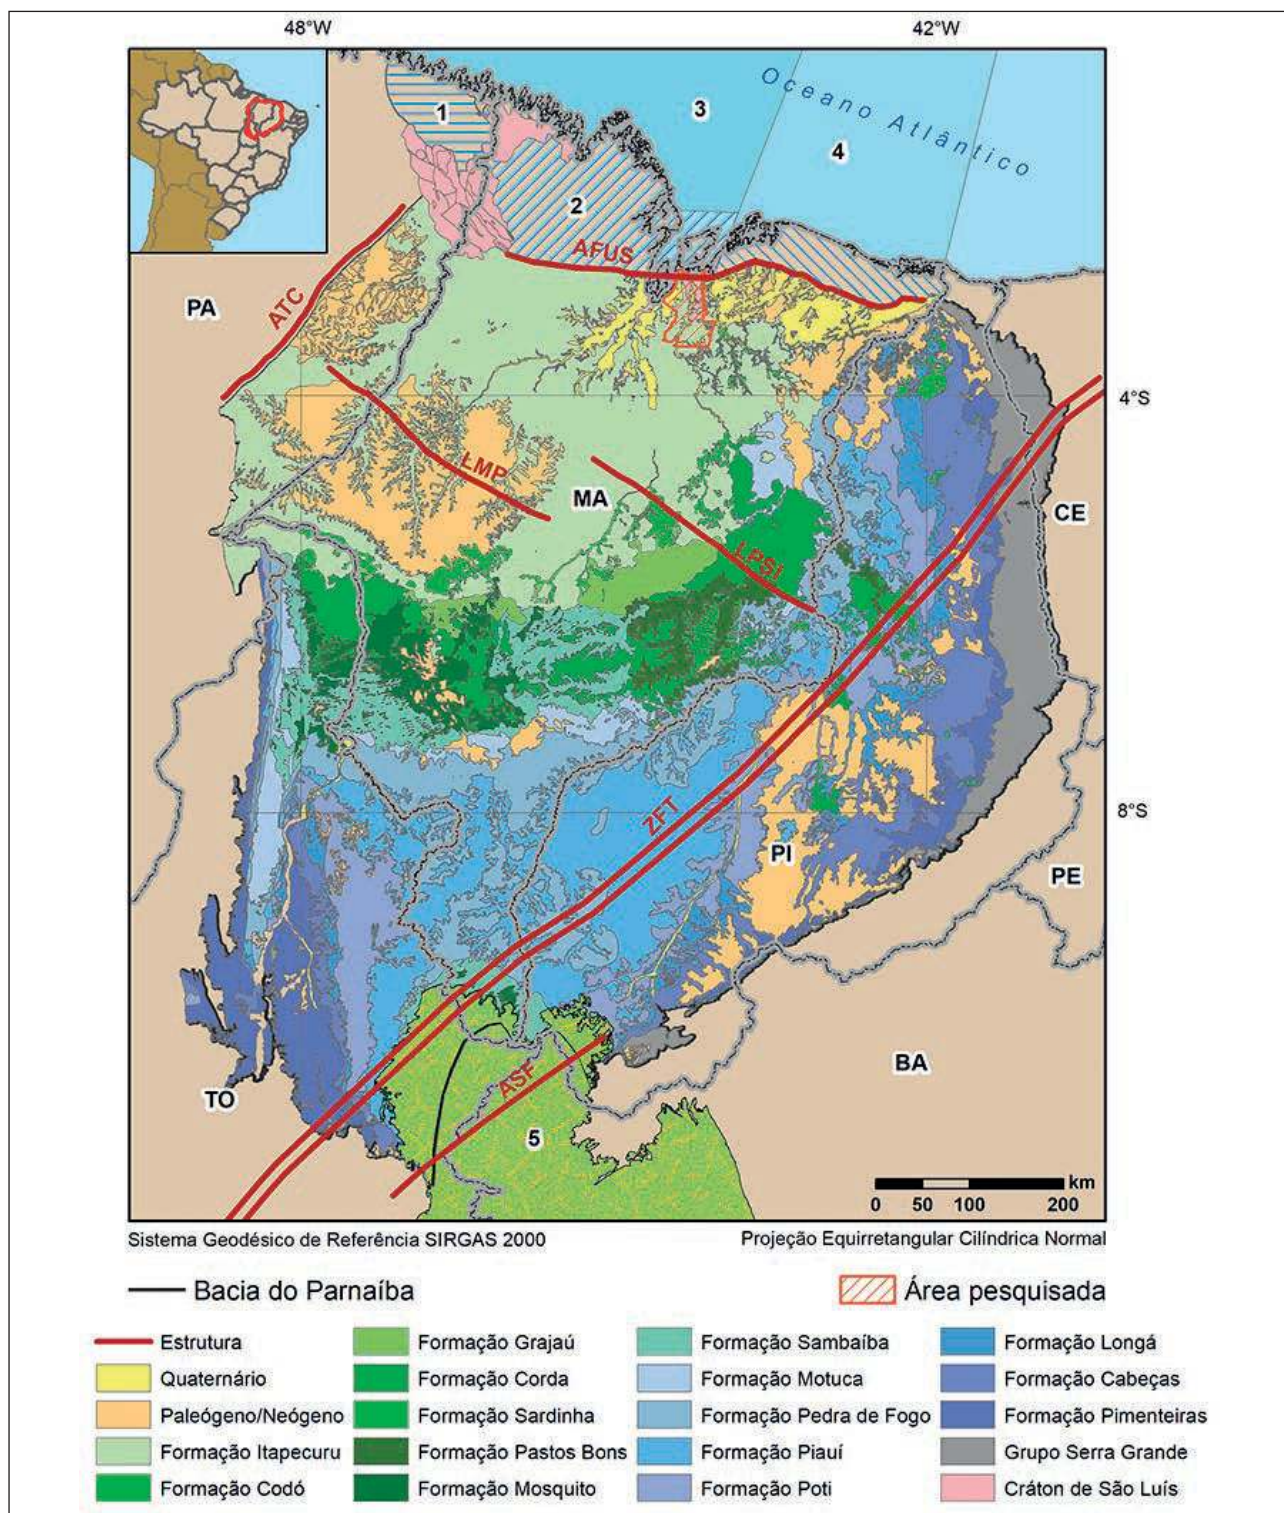 48°W 42°W
Oceano Atlântico
1
3
4
2
AFUS
PA
ATC
4°S
LMP
MA
CE
LPSI
ZFT
8°S
PI
PE
TO
ASF
BA
5
km
0 50 100 200
Sistema Geodésico de Referência SIRGAS 2000 Projeção Equirretangular Cilíndrica Normal
Bacia do Parnaíba Área pesquisada
Estrutura Formação Grajaú Formação Sambaíba Formação Longá
Quaternário Formação Corda Formação Motuca Formação Cabeças
Paleógeno/Neógeno Formação Sardinha Formação Pedra de Fogo Formação Pimenteiras
Formação Itapecuru Formação Pastos Bons Formação Piauí Grupo Serra Grande
Formação Codó Formação Mosquito Formação Poti Cráton de São Luís